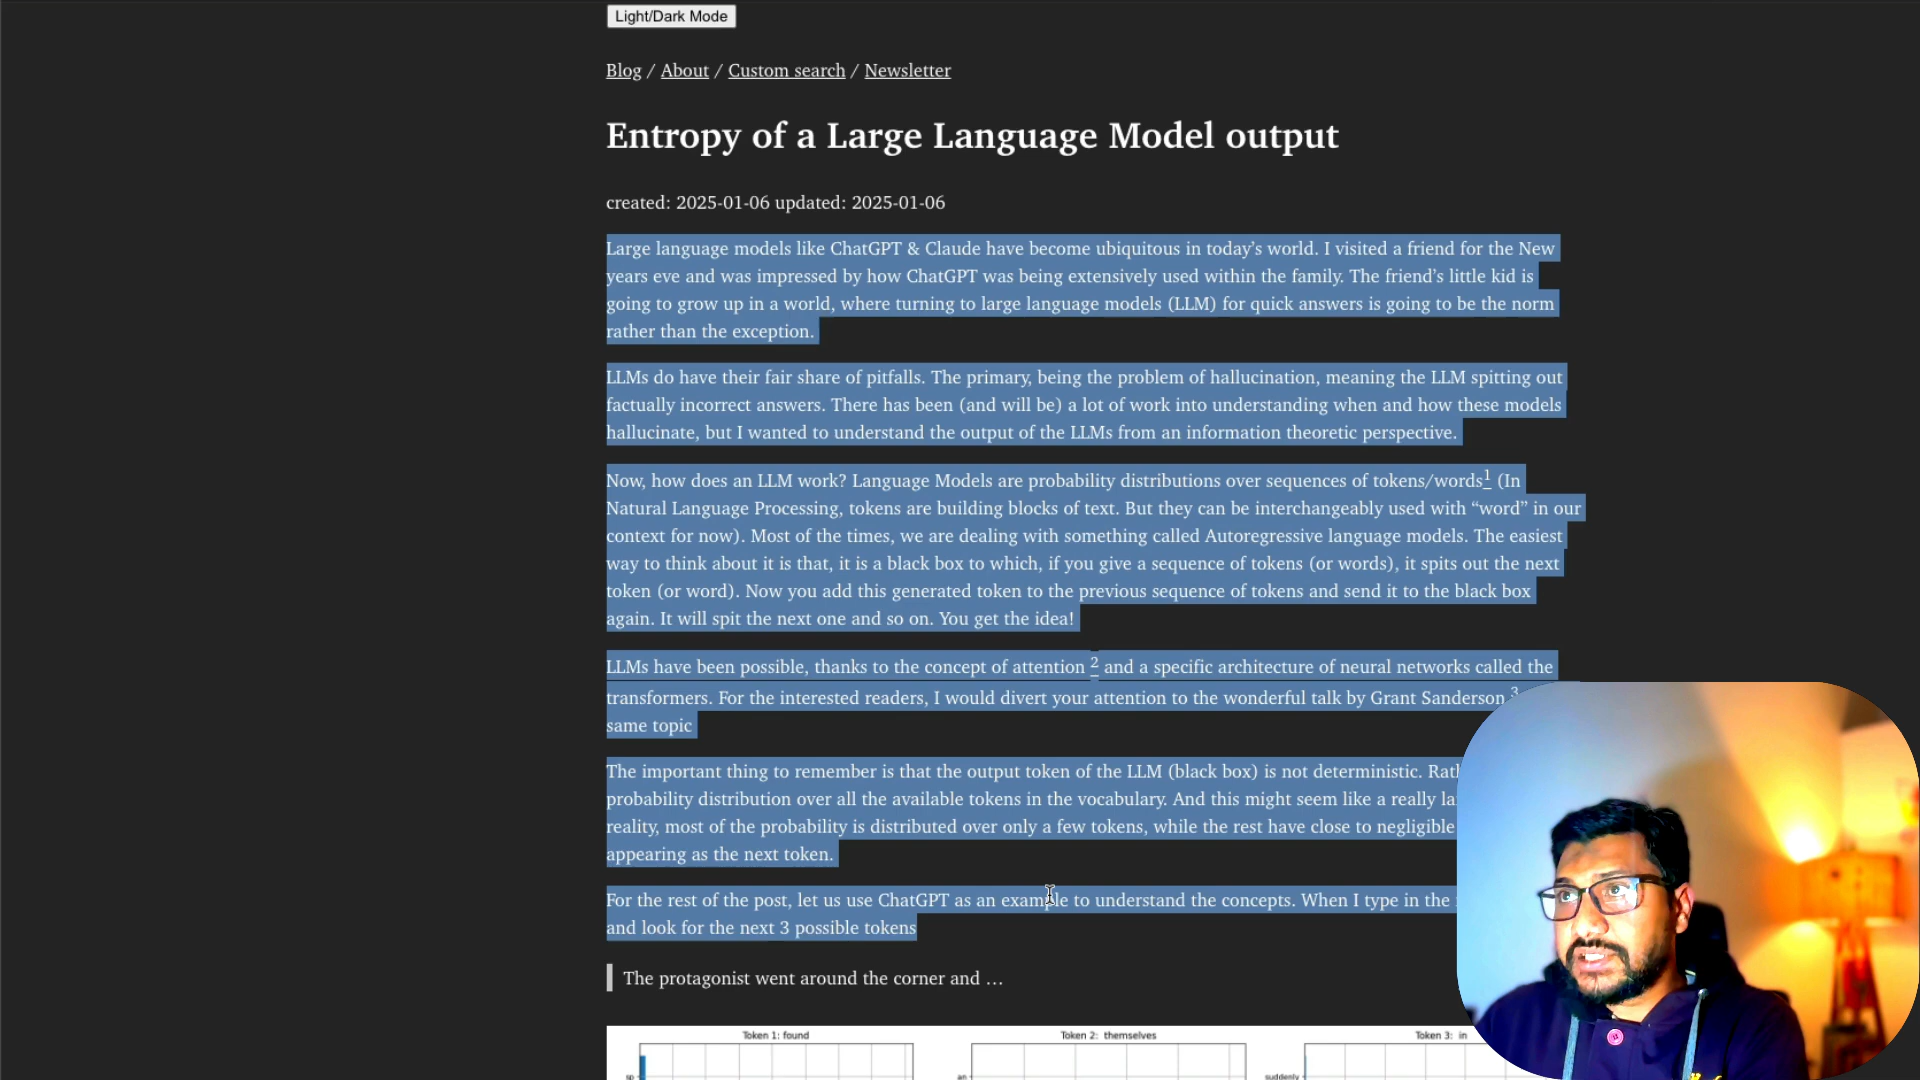 Light/Dark Mode
Blog / About / Custom search / Newsletter
Entropy of a Large Language Model output
created: 2025-01-06 updated: 2025-01-06
Large language models like ChatGPT & Claude have become ubiquitous in today’s world. I visited a friend for the New
years eve and was impressed by how ChatGPT was being extensively used within the family. The friend’s little kid is
going to grow up in a world, where turning to large language models (LLM) for quick answers is going to be the norm
rather than the exception.
LLMs do have their fair share of pitfalls. The primary, being the problem of hallucination, meaning the LLM spitting out
factually incorrect answers. There has been (and will be) a lot of work into understanding when and how these models
hallucinate, but I wanted to understand the output of the LLMs from an information theoretic perspective.
Now, how does an LLM work? Language Models are probability distributions over sequences of tokens/words1 (In
Natural Language Processing, tokens are building blocks of text. But they can be interchangeably used with “word” in our
context for now). Most of the times, we are dealing with something called Autoregressive language models. The easiest
way to think about it is that, it is a black box to which, if you give a sequence of tokens (or words), it spits out the next
token (or word). Now you add this generated token to the previous sequence of tokens and send it to the black box
again. It will spit the next one and so on. You get the idea!
LLMs have been possible, thanks to the concept of attention 2 and a specific architecture of neural networks called the
transformers. For the interested readers, I would divert your attention to the wonderful talk by Grant Sanderson 3
same topic
The important thing to remember is that the output token of the LLM (black box) is not deterministic.
probability distribution over all the available tokens in the vocabulary. And this might seem like a really
reality, most of the probability is distributed over only a few tokens, while the rest have close to negligible
appearing as the next token.
For the rest of the post, let us use ChatGPT as an example to understand the concepts. When I type in the
and look for the next 3 possible tokens
The protagonist went around the corner and …
Token 1: found Token 2: themselves Token 3: in
an suddenly